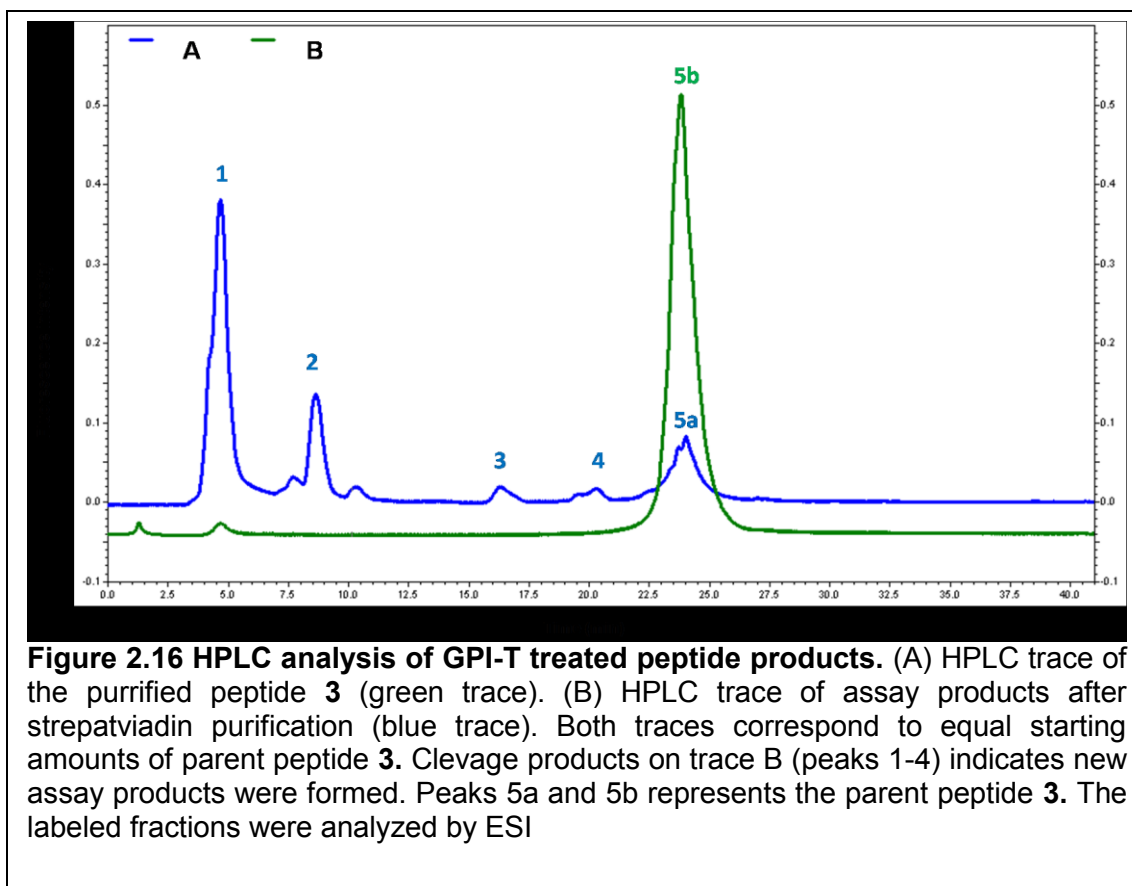 A B
5b
1
2
5a
3
4
0.5 0.5
0.4 0.4
0.3 0.3
0.2 0.2
0.1 0.1
0.0 0.0
-0.1 -0.1
0.0 2.5 5.0 7.5 10.0 12.5 15.0 17.5 20.0 22.5 25.0 27.5 30.0 32.5 35.0 37.5 40.0
Figure 2.16 HPLC analysis of GPI-T treated peptide products. (A) HPLC trace of
the purrified peptide 3 (green trace). (B) HPLC trace of assay products after
strepatviadin purification (blue trace). Both traces correspond to equal starting
amounts of parent peptide 3. Clevage products on trace B (peaks 1-4) indicates new
assay products were formed. Peaks 5a and 5b represents the parent peptide 3. The
labeled fractions were analyzed by ESI